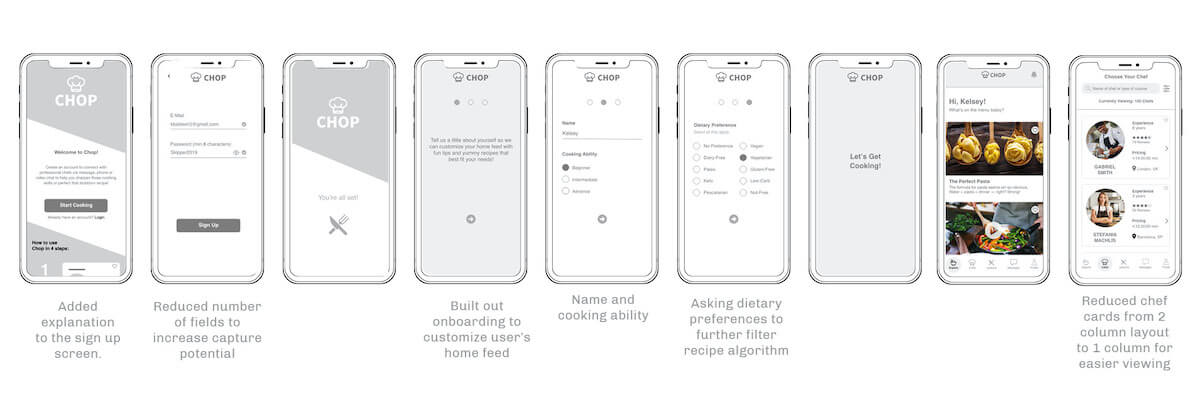 CHOP
Welcome to Chop!
Create an account to connect with
professional chefs via message, phone or
video chat to help you sharpen those cooking
skills or perfect that stubborn recipe!
Start Cooking
Already have an account? Login
How to use
Chop in 4 steps:
1
Added
explanation
to the sign up
screen.
CHOP
E-Mail
Password (min 8 characters)
Skipper2019
Sign Up
Reduced number
of fields to
increase capture
potential
CHOP
You're all set!
CHOP
Tell us a little about yourself so we
can customize your home feed with
fun tips and yummy recipes that
best fit your needs!
Built out
onboarding to
customize user's
home feed
CHOP
Name
Kelsey
Cooking Ability
Beginner
Intermediate
Advance
Name and
cooking ability
CHOP
Dietary Preference
Select all that apply
No Preference
Vegan
Dairy-Free
Vegetarian
Paleo
Gluten-Free
Keto
Low-Carb
Pescatarian
Nut-Free
Asking dietary
preferences to
further filter
recipe algorithm
CHOP
Let's Get
Cooking!
CHOP
Hi, Kelsey!
What's on the menu today?
The Perfect Pasta
The formula for pasta seems so obvious.
Water + pasta + dinner — right? Wrong!
Choose Your Chef
Name of chef or type of cuisine
Currently Viewing: 100 Chefs
GABRIEL
SMITH
Experience
8 years
Pricing
London, UK
STEFANIE
MACHLIS
Experience
Pricing
Barcelona, SP
Reduced chef
cards from 2
column layout
to 1 column for
easier viewing